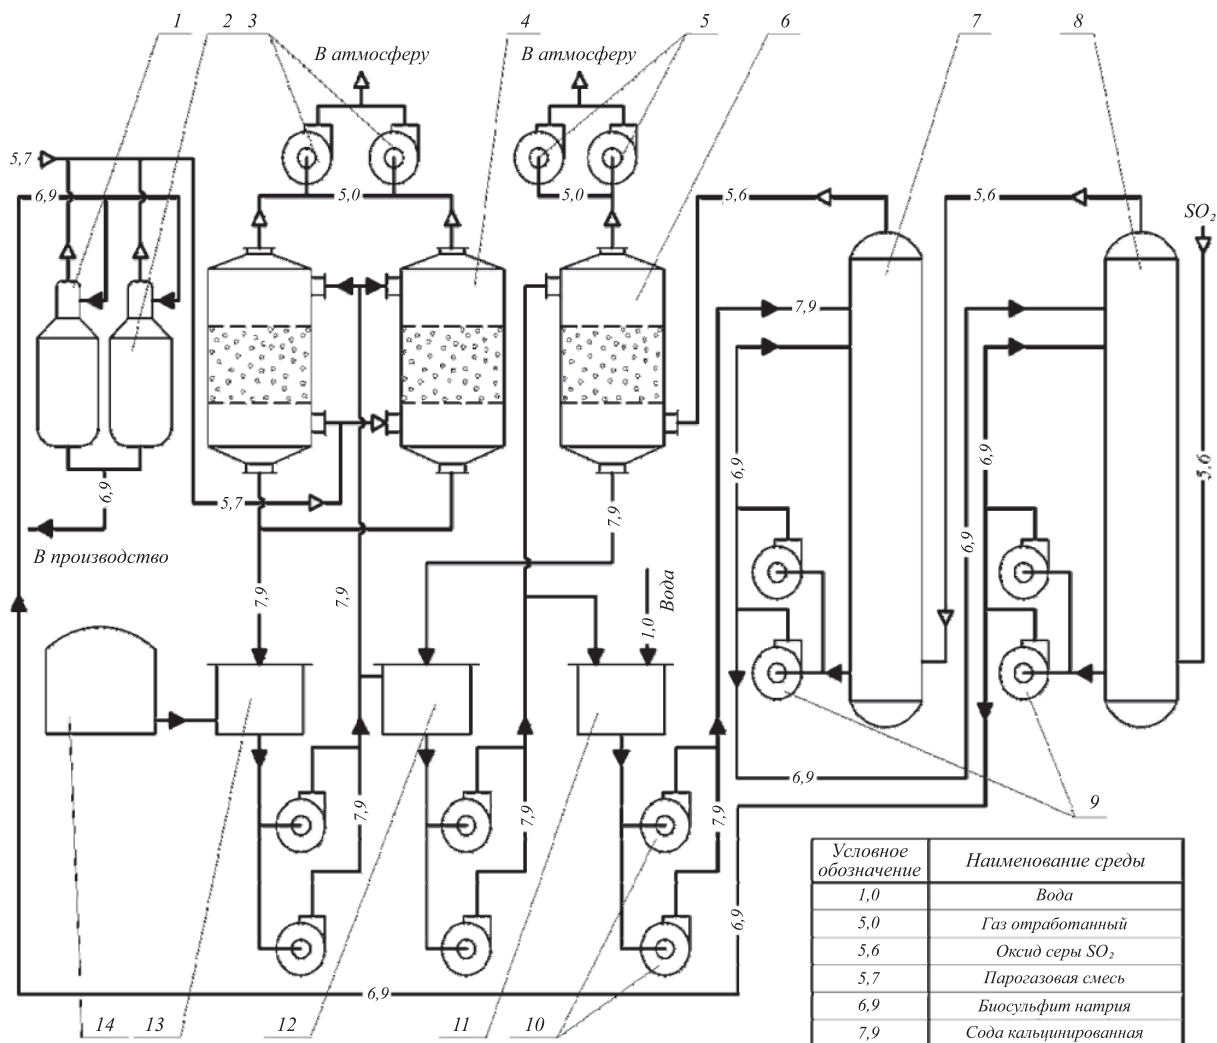 1 2 3 4 5 6 7 8
В атмосферу В атмосферу
5,7
6,9 5,0 5,0 5,6 5,6
SO₂
7,9 7,9
6,9 6,9 5,6
6,9
5,7 7,9
6,9
В производство
7,9 7,9 Вода
1,0
6,9
7,9 7,9 7,9
9
6,9
6,9
14 13 12 11 10
Условное
обозначение
Наименование среды
1,0 Вода
5,0 Газ отработанный
5,6 Оксид серы SO₂
5,7 Парогазовая смесь
6,9 Биосульфит натрия
7,9 Сода кальцинированная